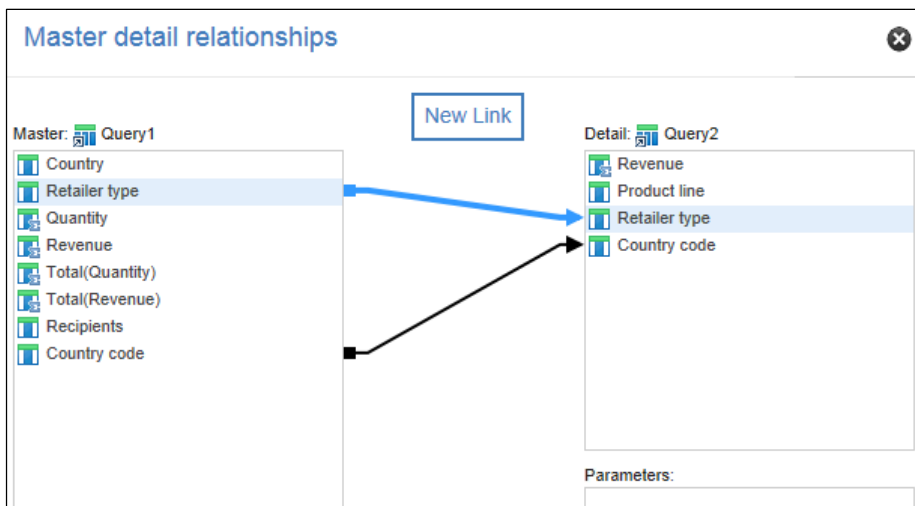 Master detail relationships
New Link
Master: Query1
Country
Retailer type
Quantity
Revenue
Total(Quantity)
Total(Revenue)
Recipients
Country code
Detail: Query2
Revenue
Product line
Retailer type
Country code
Parameters: